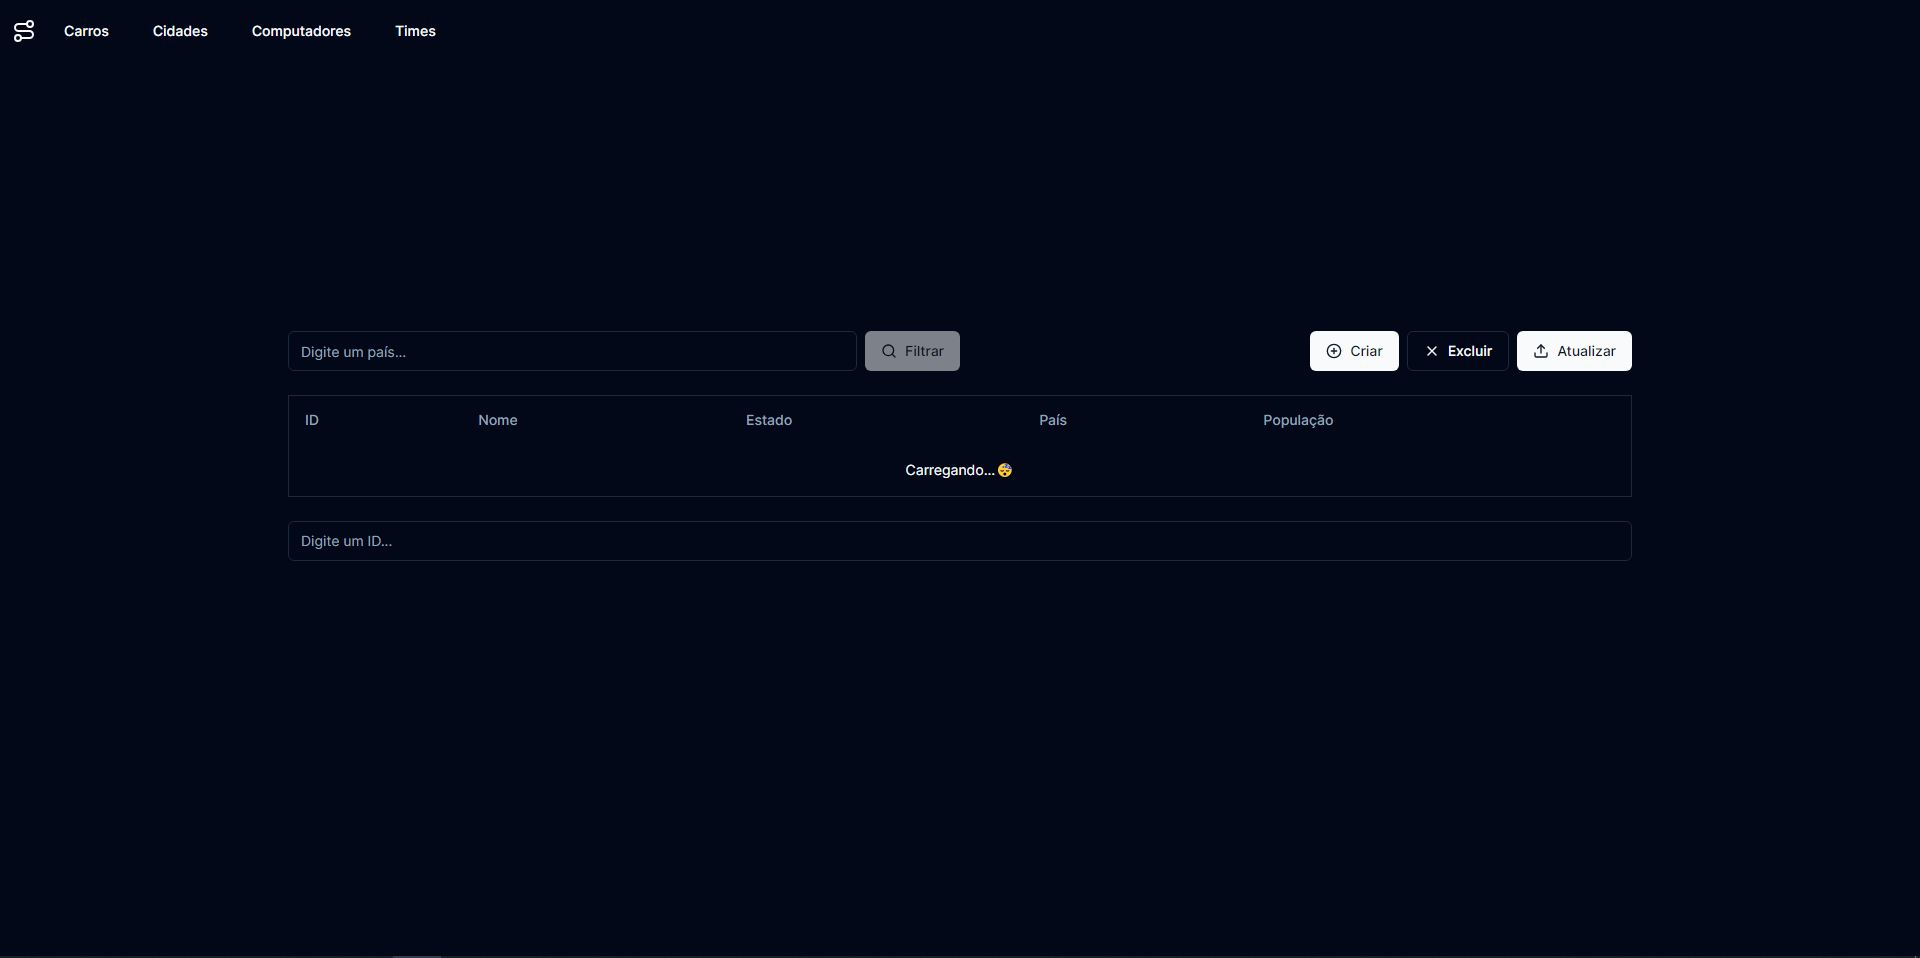 Carros Cidades Computadores Times
Digite um país... Filtrar Criar Excluir Atualizar
ID Nome Estado País População
Carregando...😴
Digite um ID...